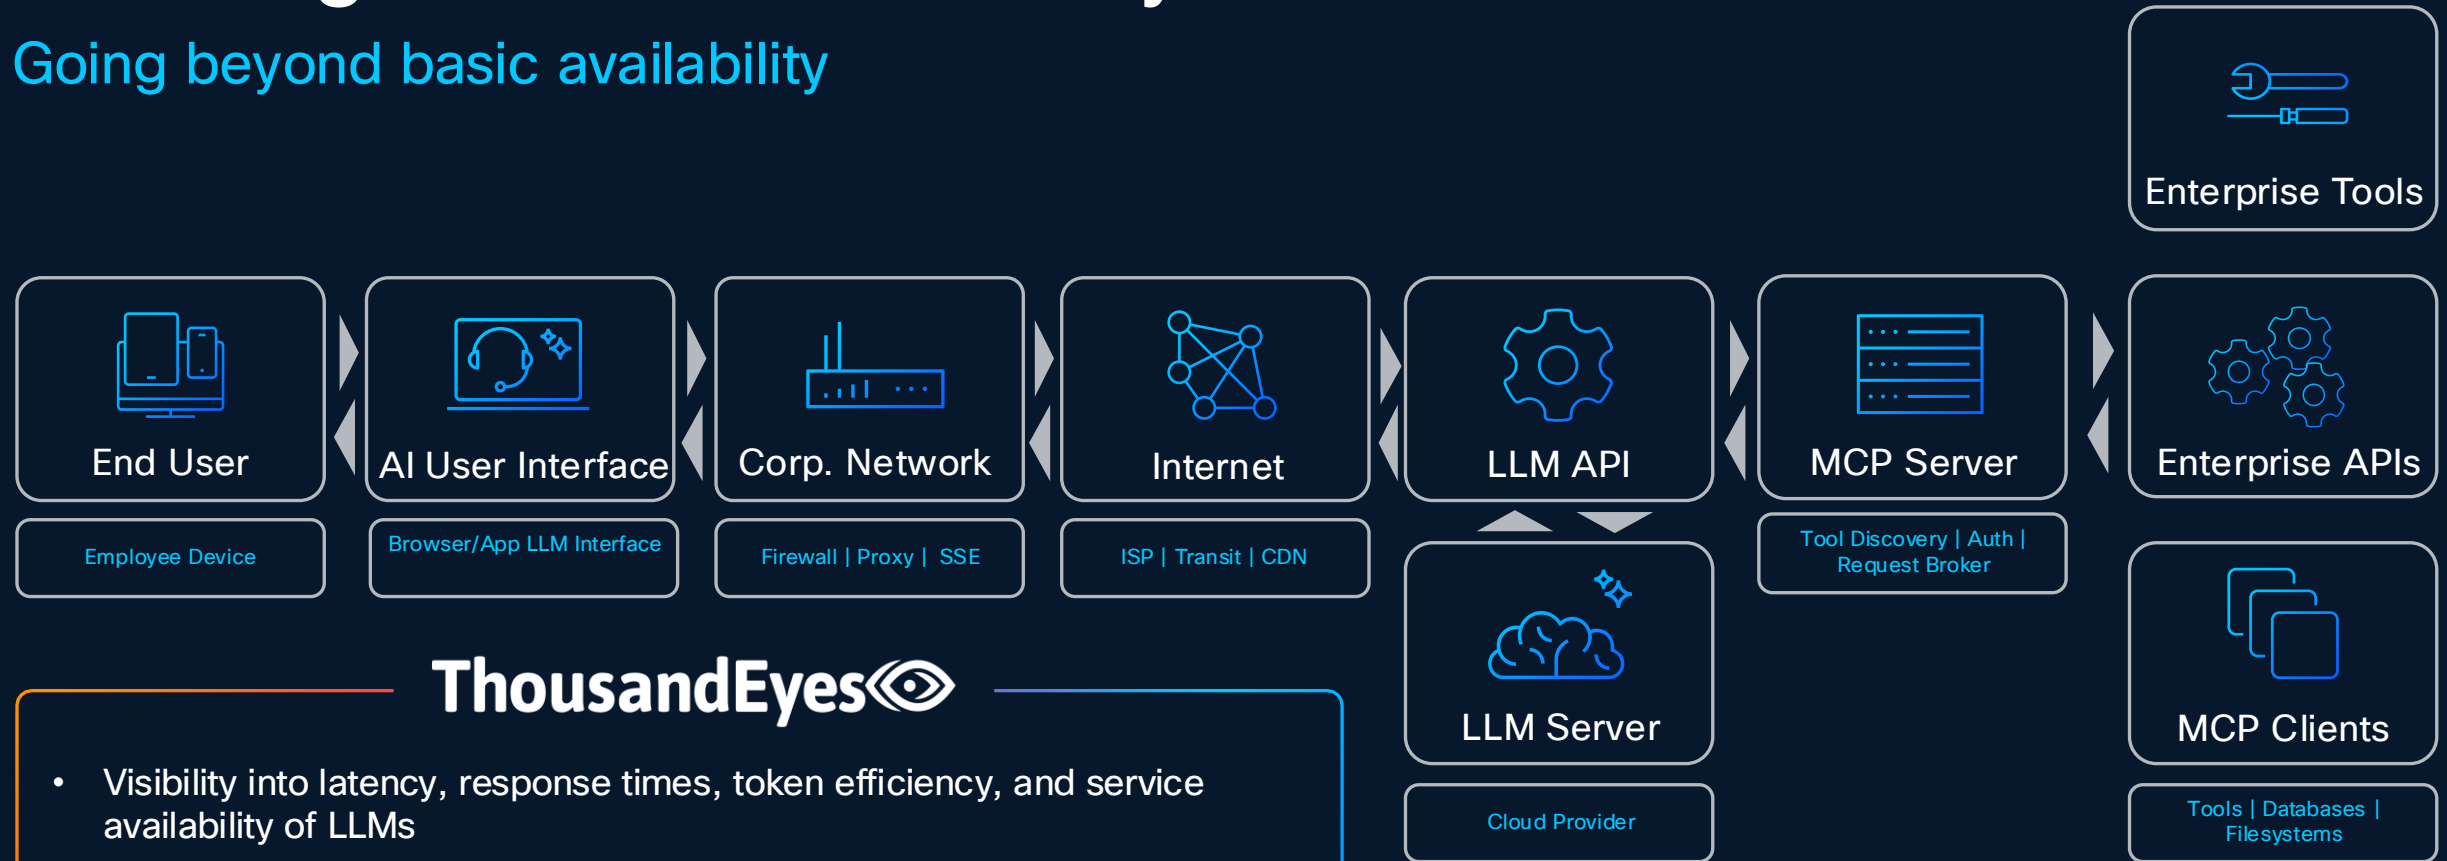 Going beyond basic availability
Enterprise Tools
End User
AI User Interface
Corp. Network
Internet
LLM API
MCP Server
Enterprise APIs
Employee Device
Browser/App LLM Interface
Firewall | Proxy | SSE
ISP | Transit | CDN
Tool Discovery | Auth |
Request Broker
LLM Server
MCP Clients
Cloud Provider
Tools | Databases |
Filesystems
ThousandEyes
• Visibility into latency, response times, token efficiency, and service
availability of LLMs